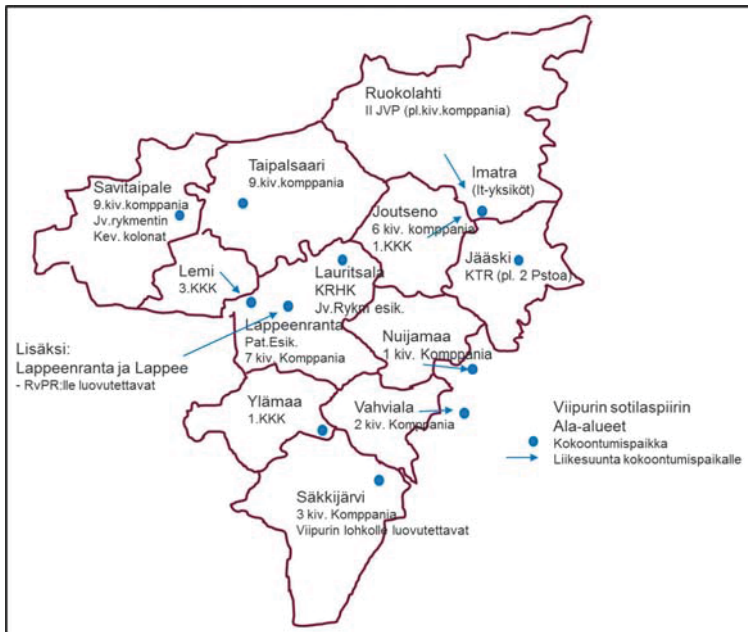 Ruokolahti
II JVP (pl.kiv.komppania)
Taipalsaari
9.kiv.komppania
Imatra
(It-yksiköt)
Savitaipale
9.kiv.komppania
Jv.rykmentin
Kev. kolonat
Joutseno
6 kiv. komppania
1.KKK
Jääski
KTR (pl. 2 Pstoa)
Lemi
3.KKK
Lauritsala
KRHK
Jv.Rykm esik.
Lappeenranta
Pat.Esik.
7 kiv. Komppania
Nuijamaa
1 kiv. Komppania
Lisäksi:
Lappeenranta ja Lappee
- RvPR:lle luovutettavat
Ylämaa
1.KKK
Vahviala
2 kiv. Komppania
Viipurin sotilaspiirin
Ala-alueet
Kokoontumispaikka
Liikesuunta kokoontumispaikalle
Säkkijärvi
3 kiv. Komppania
Viipurin lohkolle luovutettavat